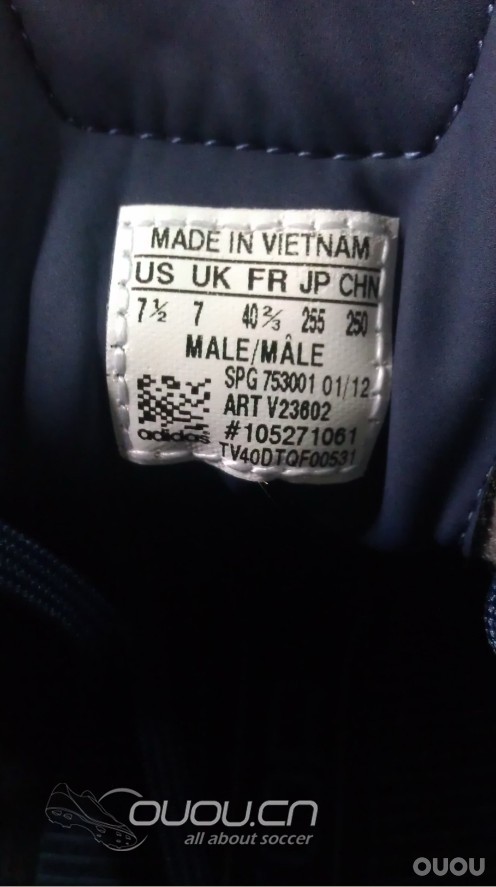 MADE IN VIETNAM
US UK FR JP CHN
7½ 7 40⅔ 255 250
MALE/MÂLE
SPG 753001 01/12
ART V23602
#105271061
adidas
TV40DTQF00531
OUOU.CN
all about soccer
OUOU